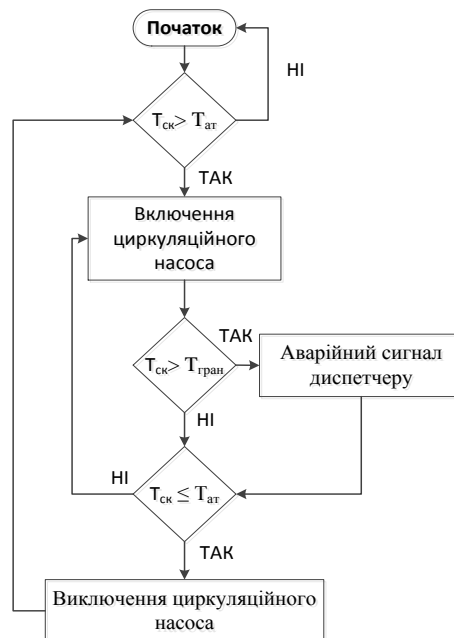 Початок
НІ
Tск> Tат
ТАК
Включення
циркуляційного
насоса
ТАК
Tск> Tгран
Аварійний сигнал
диспетчеру
НІ
НІ
Tск ≤ Tат
ТАК
Виключення циркуляційного
насоса